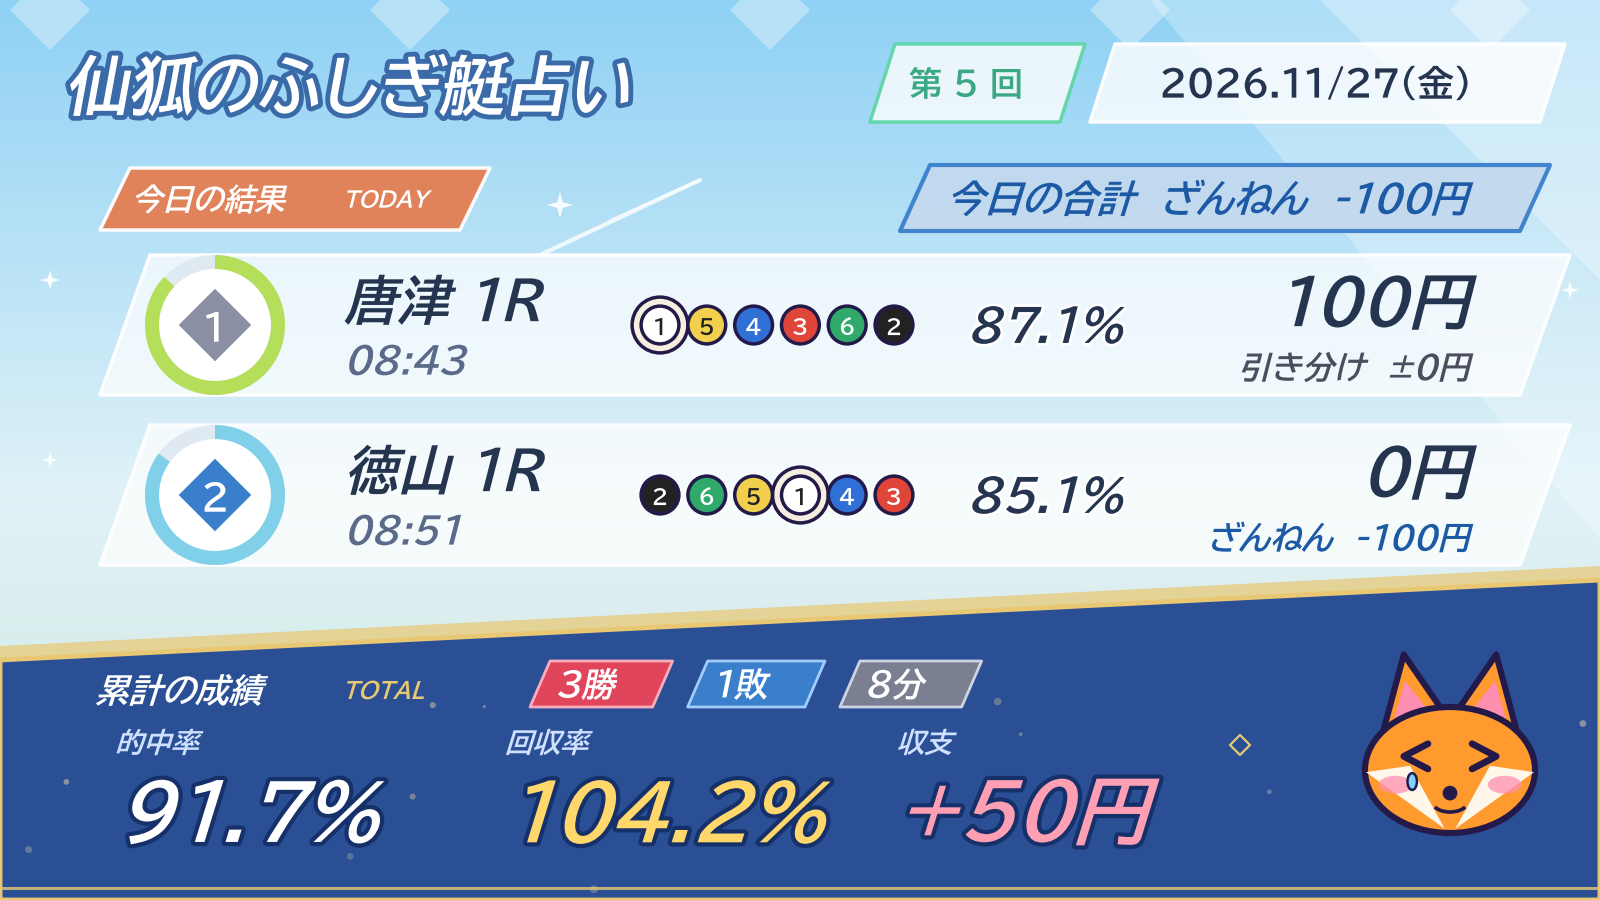 仙狐のふしぎ艇占い
第 5 回
2026.11/27(金)
今日の結果 TODAY
今日の合計 ざんねん -100円
1 唐津 1R 1 5 4 3 6 2 87.1% 100円
08:43 引き分け ±0円
2 徳山 1R 2 6 5 1 4 3 85.1% 0円
08:51 ざんねん -100円
累計の成績 TOTAL 3勝 1敗 8分
的中率 回収率 収支
91.7% 104.2% +50円